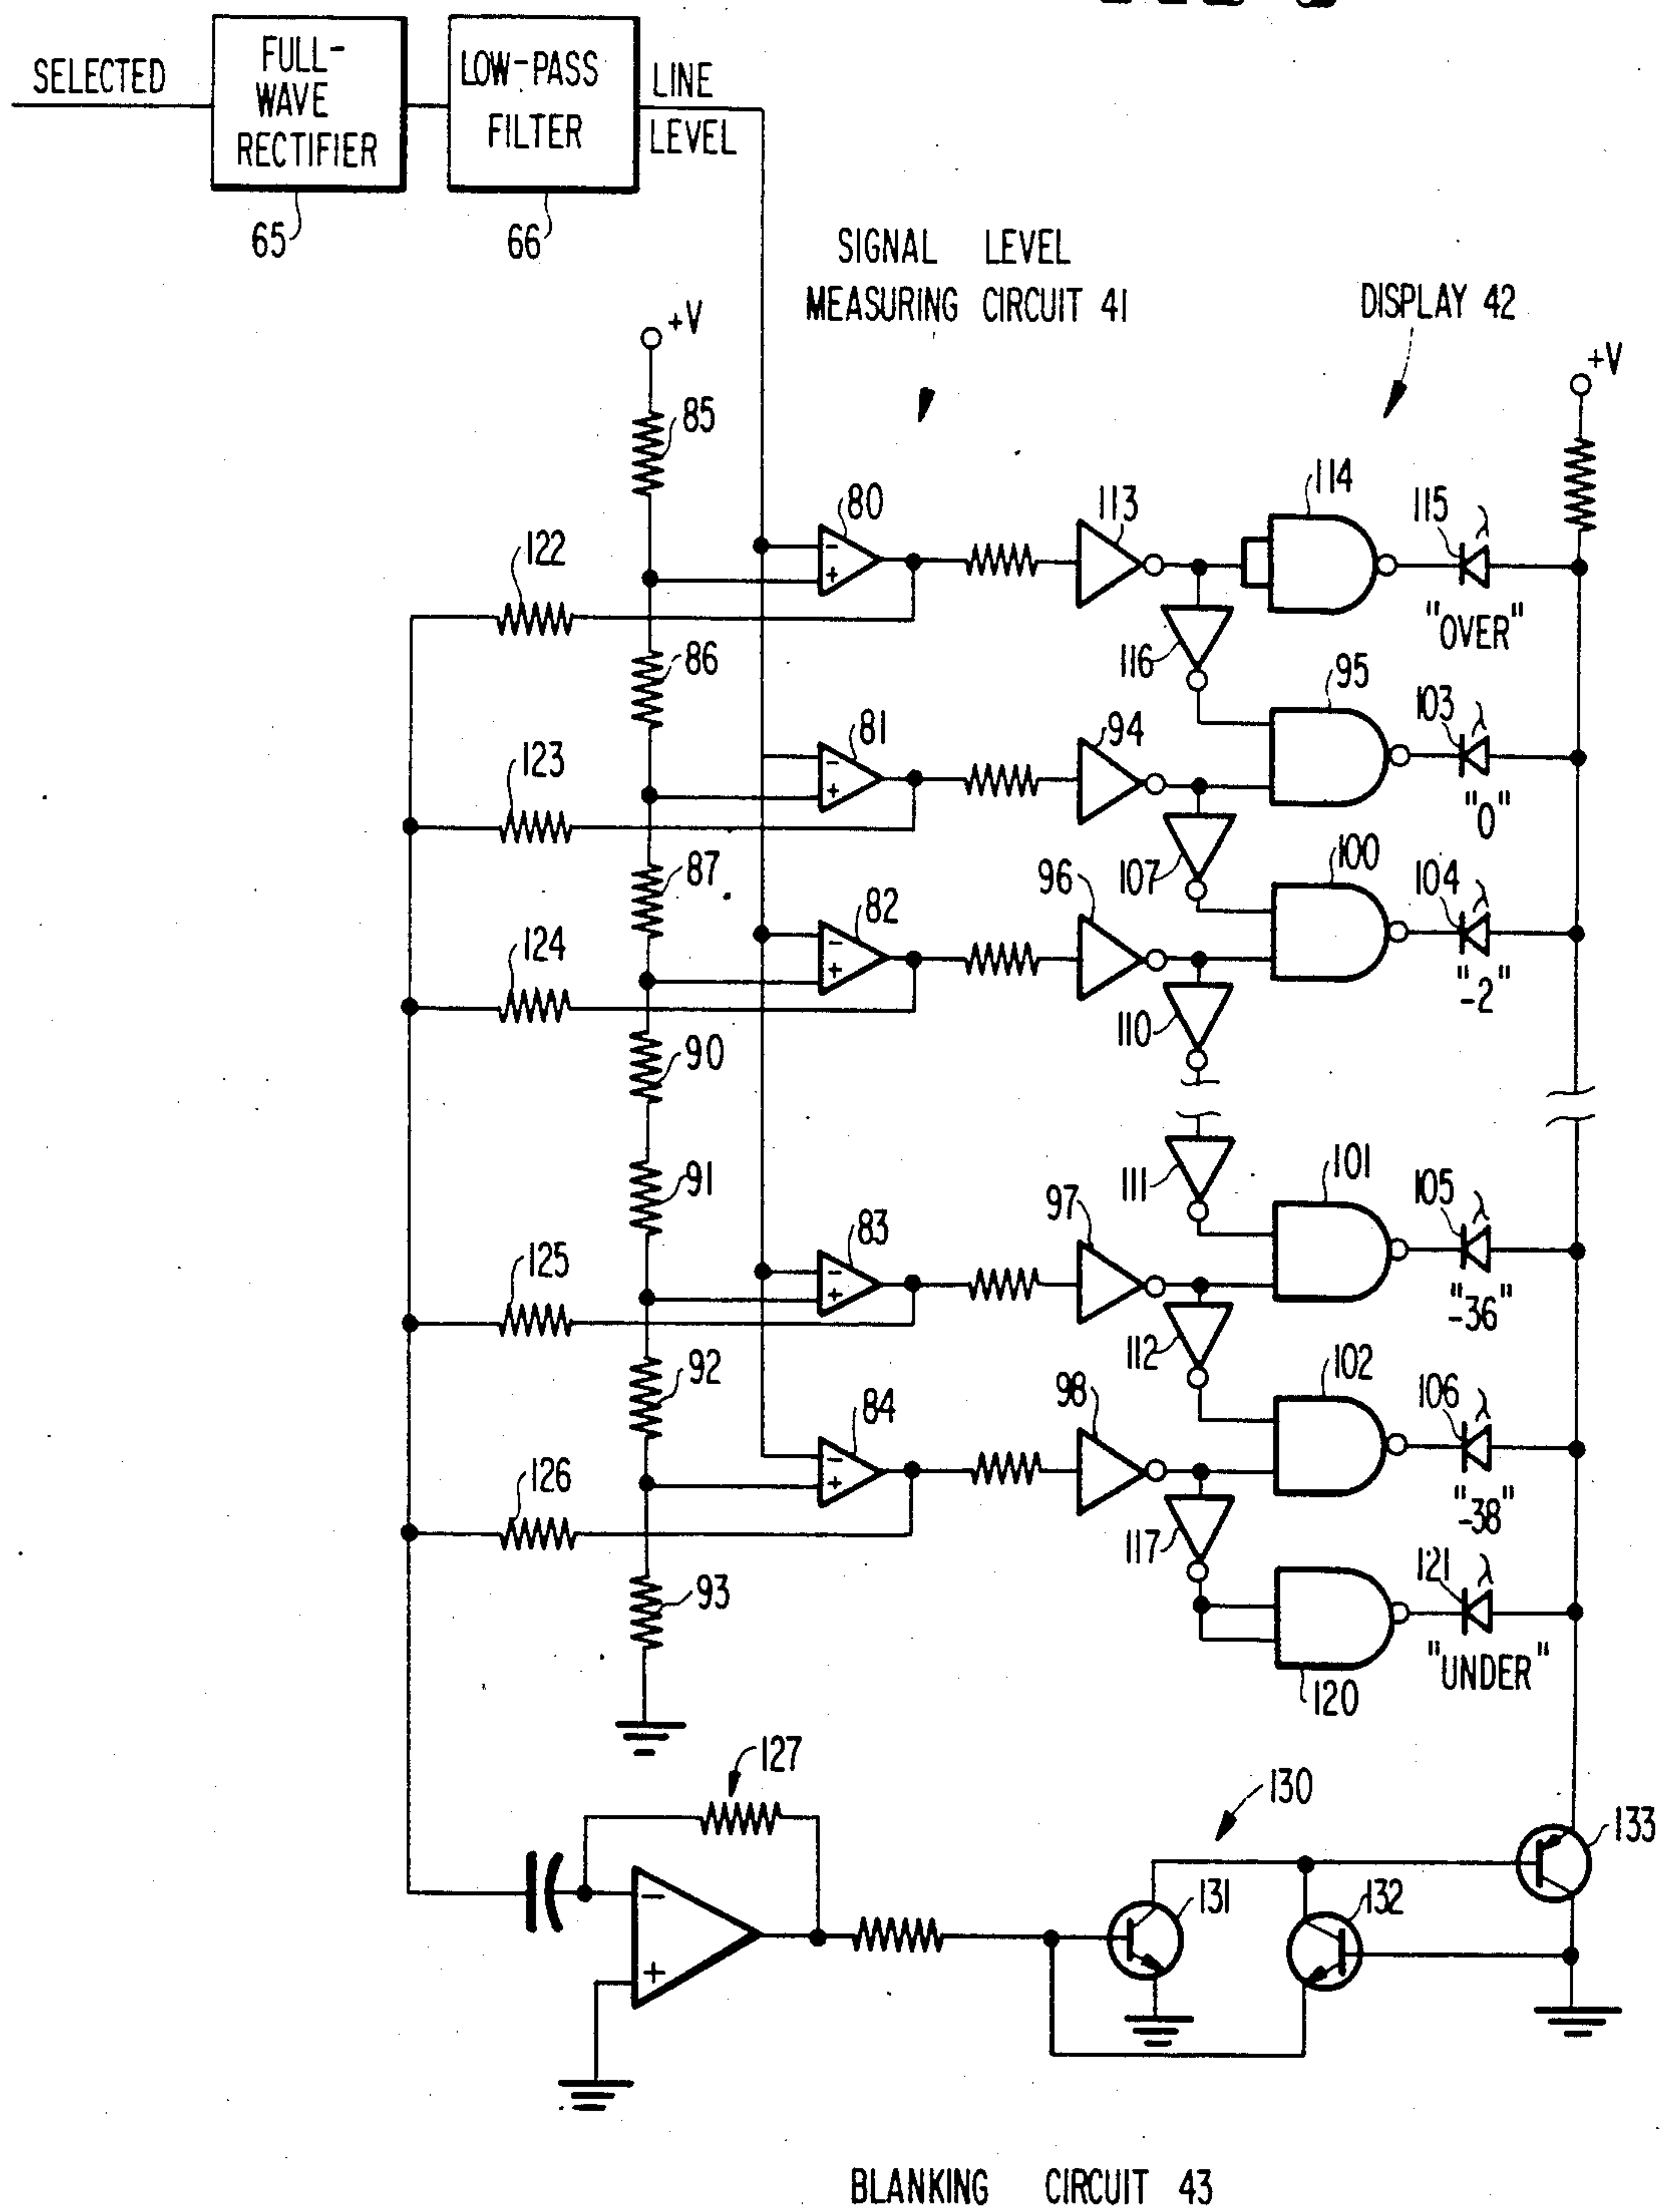 SELECTED
FULL-
WAVE
RECTIFIER
LOW-PASS
FILTER
LINE
LEVEL
65
66
SIGNAL LEVEL
MEASURING CIRCUIT 41
DISPLAY 42
+V
+V
85
80
113
114
115
λ
"OVER"
122
116
86
95
103
λ
"0"
81
94
123
107
87
100
104
λ
"-2"
82
96
124
110
90
111
91
101
105
λ
"-36"
83
97
125
112
92
102
106
λ
"-38"
84
98
126
117
93
121
λ
"UNDER"
120
127
130
133
131
132
-
+
-
+
-
+
-
+
-
+
-
+
BLANKING CIRCUIT 43